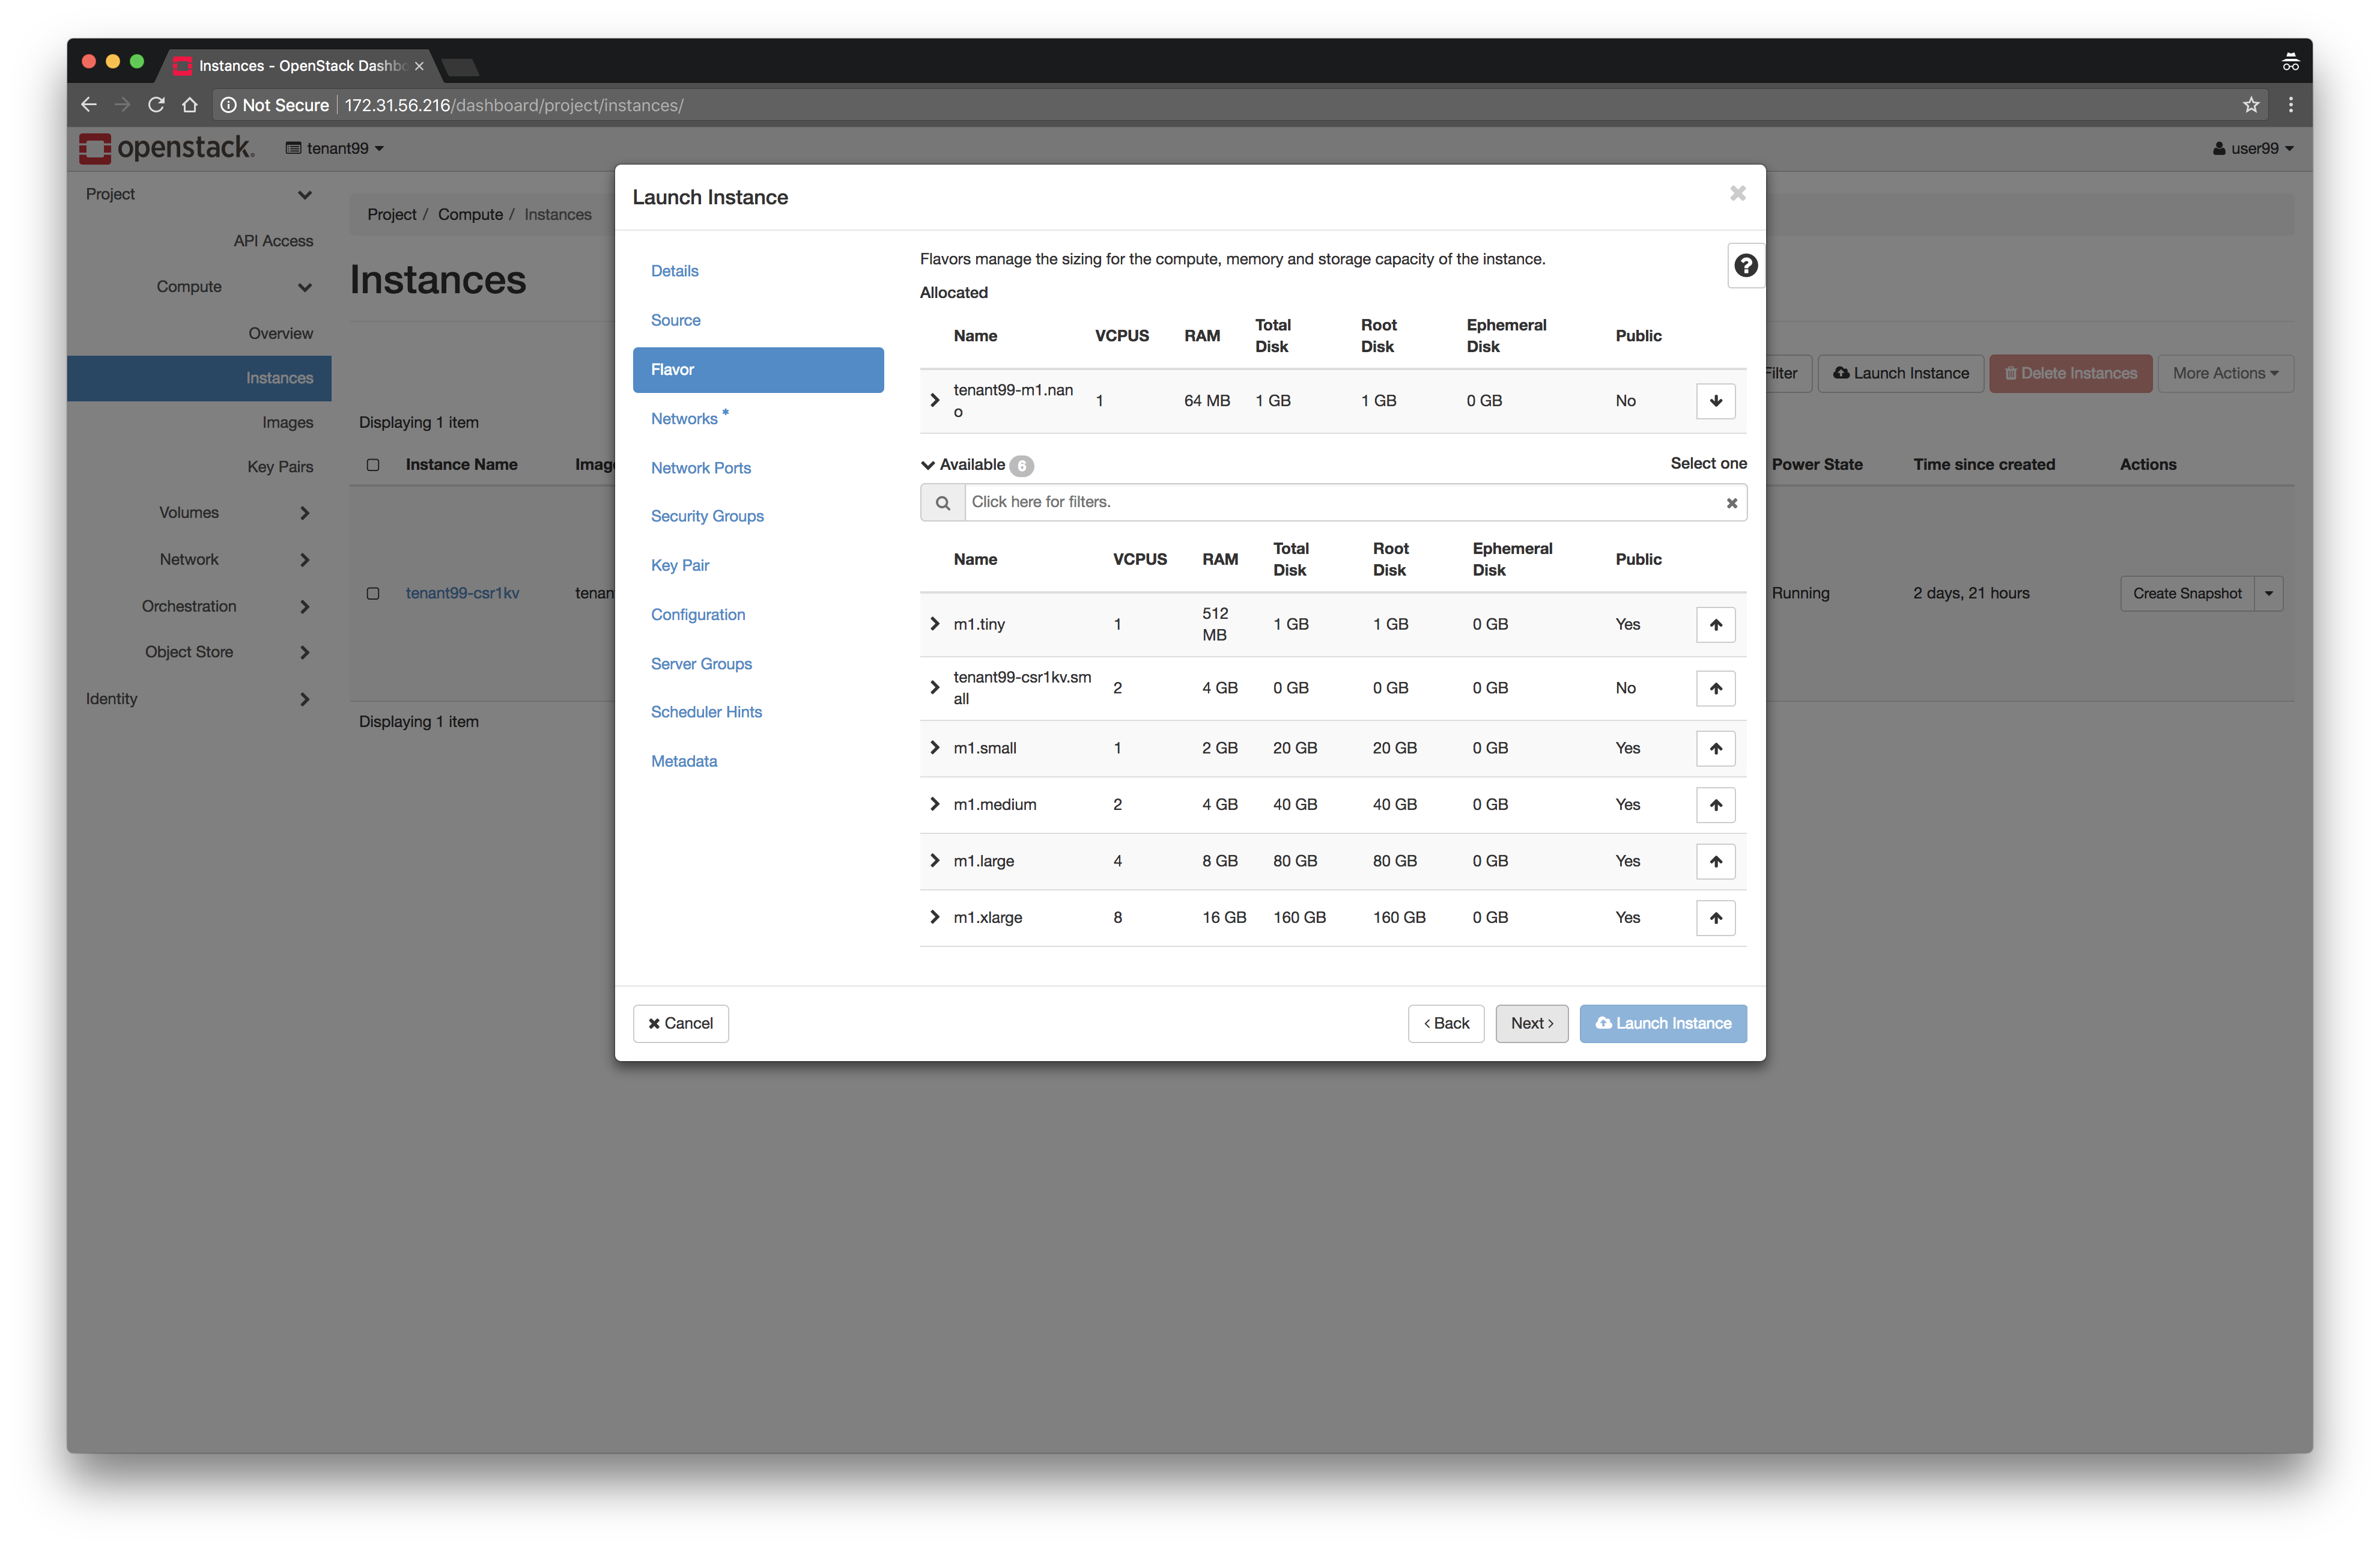 Instances - OpenStack Dashbo
Not Secure 172.31.56.216/dashboard/project/instances/
openstack. tenant99 user99
Project
API Access
Compute
Overview
Instances
Images
Key Pairs
Volumes
Network
Orchestration
Object Store
Identity
Project / Compute / Instances
Instances
Filter Launch Instance Delete Instances More Actions
Displaying 1 item
Instance Name Imag Power State Time since created Actions
tenant99-csr1kv tenan Running 2 days, 21 hours Create Snapshot
Displaying 1 item
Launch Instance
Details
Source
Flavor
Networks *
Network Ports
Security Groups
Key Pair
Configuration
Server Groups
Scheduler Hints
Metadata
Flavors manage the sizing for the compute, memory and storage capacity of the instance.
Allocated
Name VCPUS RAM Total Disk Root Disk Ephemeral Disk Public
tenant99-m1.nan
o 1 64 MB 1 GB 1 GB 0 GB No
Available 6 Select one
Click here for filters.
Name VCPUS RAM Total Disk Root Disk Ephemeral Disk Public
m1.tiny 1 512 MB 1 GB 1 GB 0 GB Yes
tenant99-csr1kv.sm
all 2 4 GB 0 GB 0 GB 0 GB No
m1.small 1 2 GB 20 GB 20 GB 0 GB Yes
m1.medium 2 4 GB 40 GB 40 GB 0 GB Yes
m1.large 4 8 GB 80 GB 80 GB 0 GB Yes
m1.xlarge 8 16 GB 160 GB 160 GB 0 GB Yes
Cancel < Back Next > Launch Instance